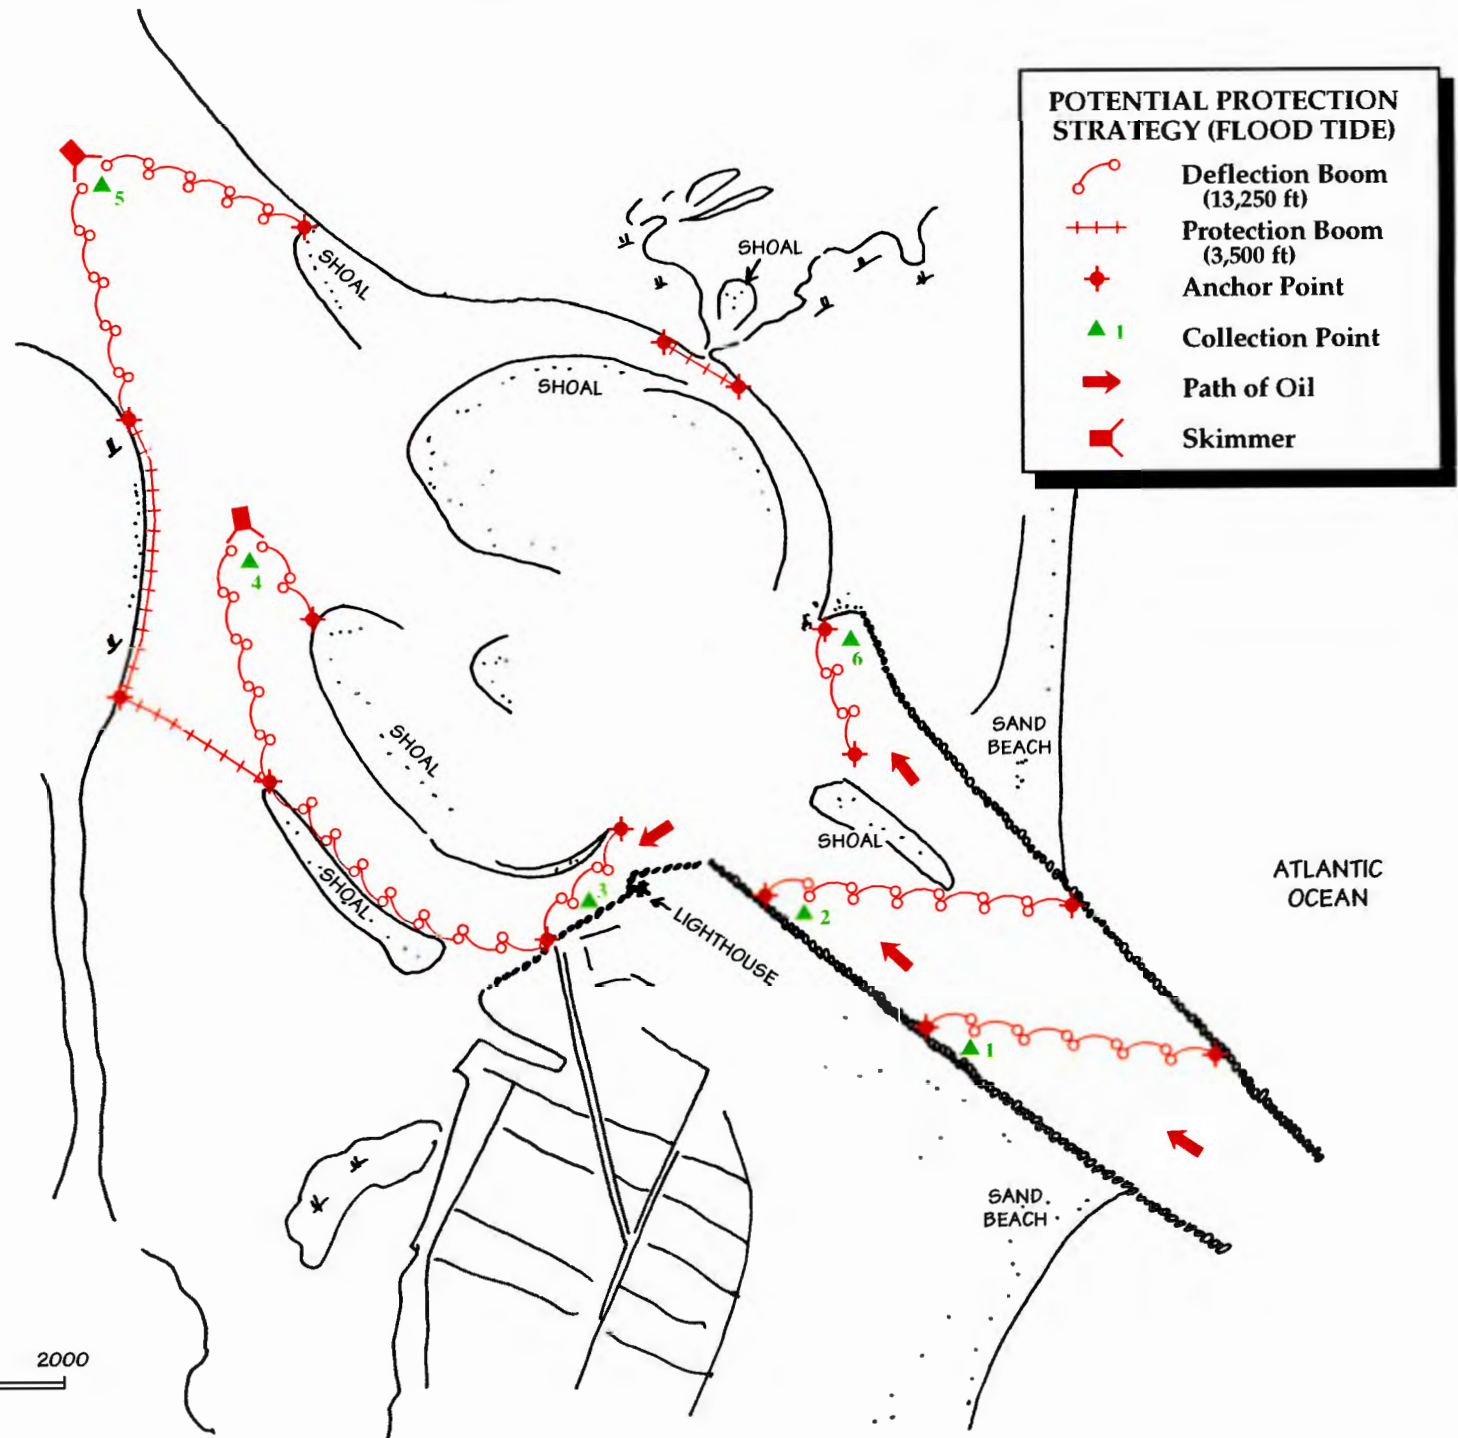 POTENTIAL PROTECTION
STRATEGY (FLOOD TIDE)
Deflection Boom
(13,250 ft)
Protection Boom
(3,500 ft)
Anchor Point
1
Collection Point
Path of Oil
Skimmer
5
SHOAL
SHOAL
SHOAL
4
6
SHOAL
SAND
BEACH
SHOAL
ATLANTIC
OCEAN
SHOAL
3
2
LIGHTHOUSE
1
SAND
BEACH
2000